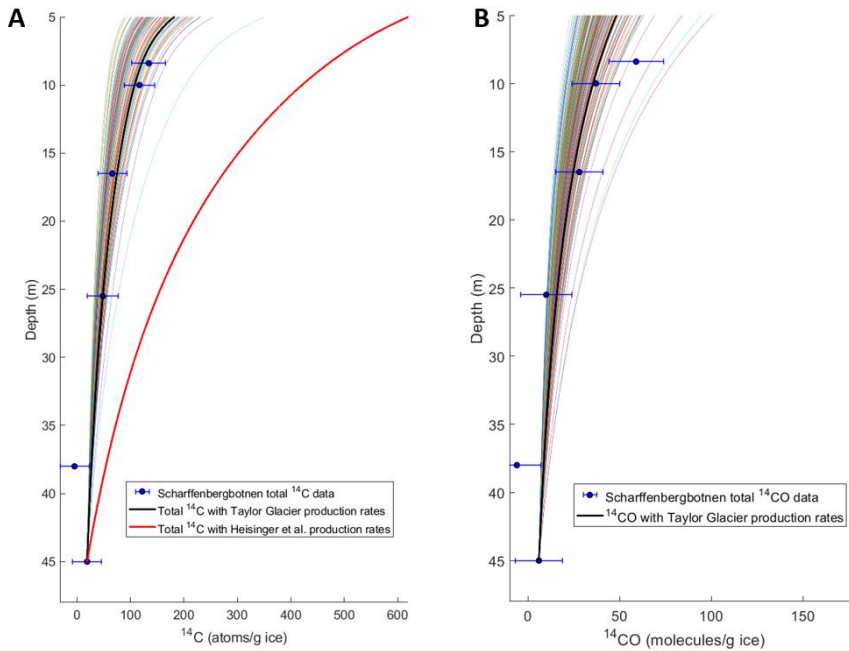 A
5
10
15
20
25
30
35
40
45
Depth (m)
0
100
200
300
400
500
600
¹⁴C (atoms/g ice)
Scharffenbergbotnen total ¹⁴C data
Total ¹⁴C with Taylor Glacier production rates
Total ¹⁴C with Heisinger et al. production rates
B
5
10
15
20
25
30
35
40
45
Depth (m)
0
50
100
150
¹⁴CO (molecules/g ice)
Scharffenbergbotnen total ¹⁴CO data
¹⁴CO with Taylor Glacier production rates